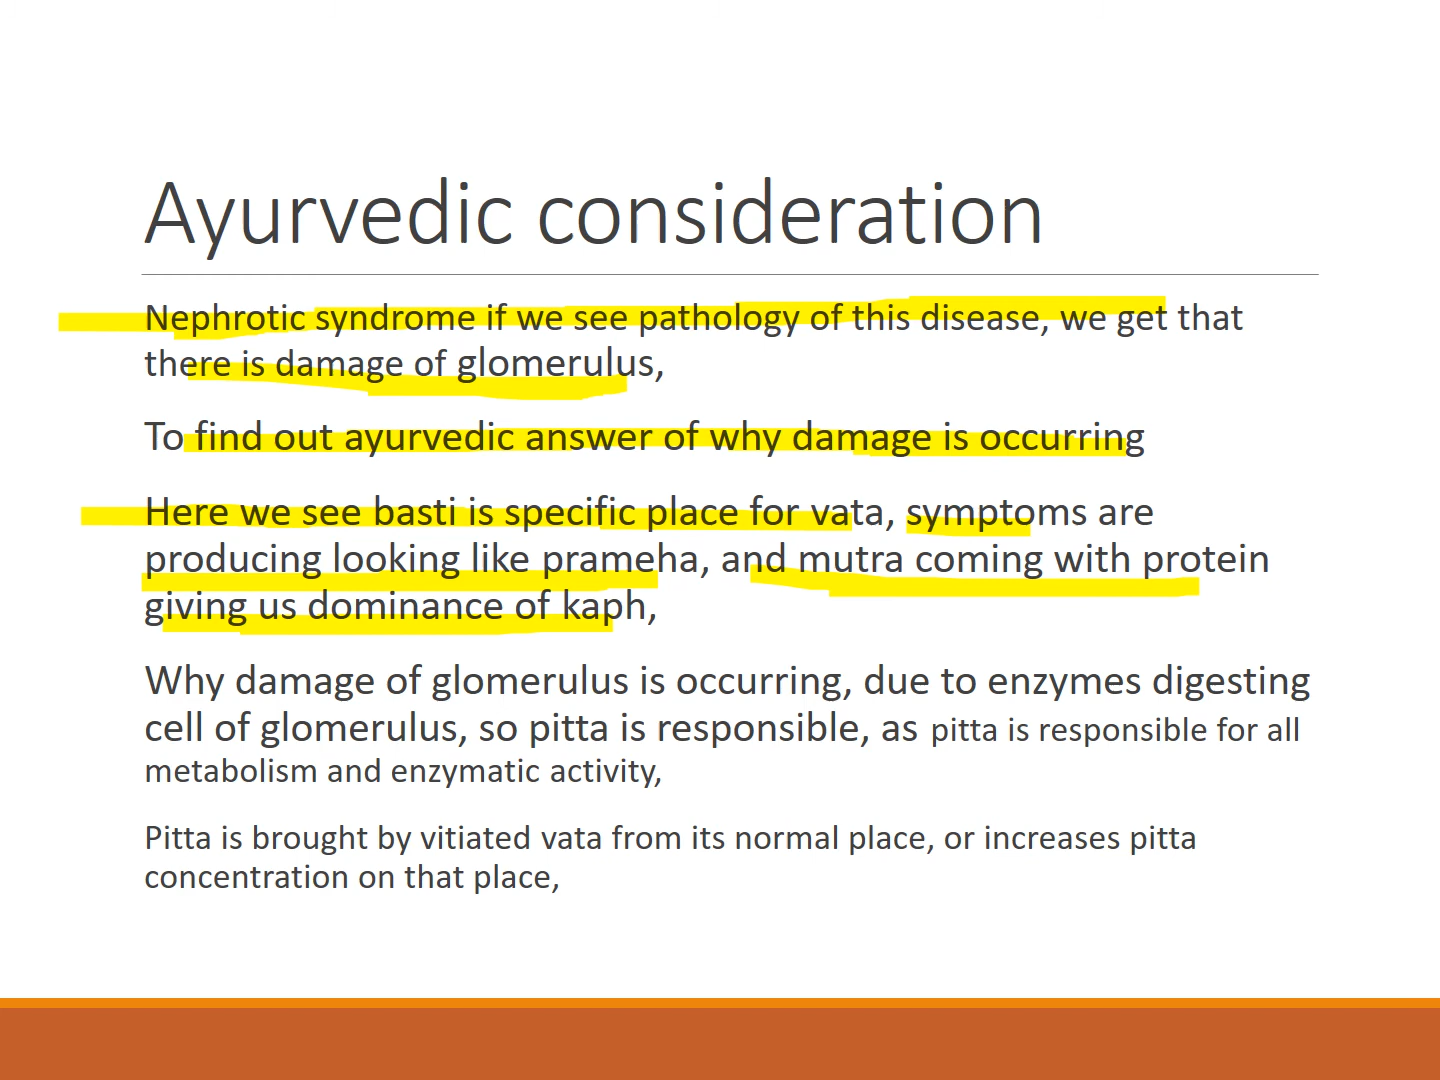 Ayurvedic consideration
Nephrotic syndrome if we see pathology of this disease, we get that
there is damage of glomerulus,
To find out ayurvedic answer of why damage is occurring
Here we see basti is specific place for vata, symptoms are
producing looking like prameha, and mutra coming with protein
giving us dominance of kaph,
Why damage of glomerulus is occurring, due to enzymes digesting
cell of glomerulus, so pitta is responsible, as pitta is responsible for all
metabolism and enzymatic activity,
Pitta is brought by vitiated vata from its normal place, or increases pitta
concentration on that place,